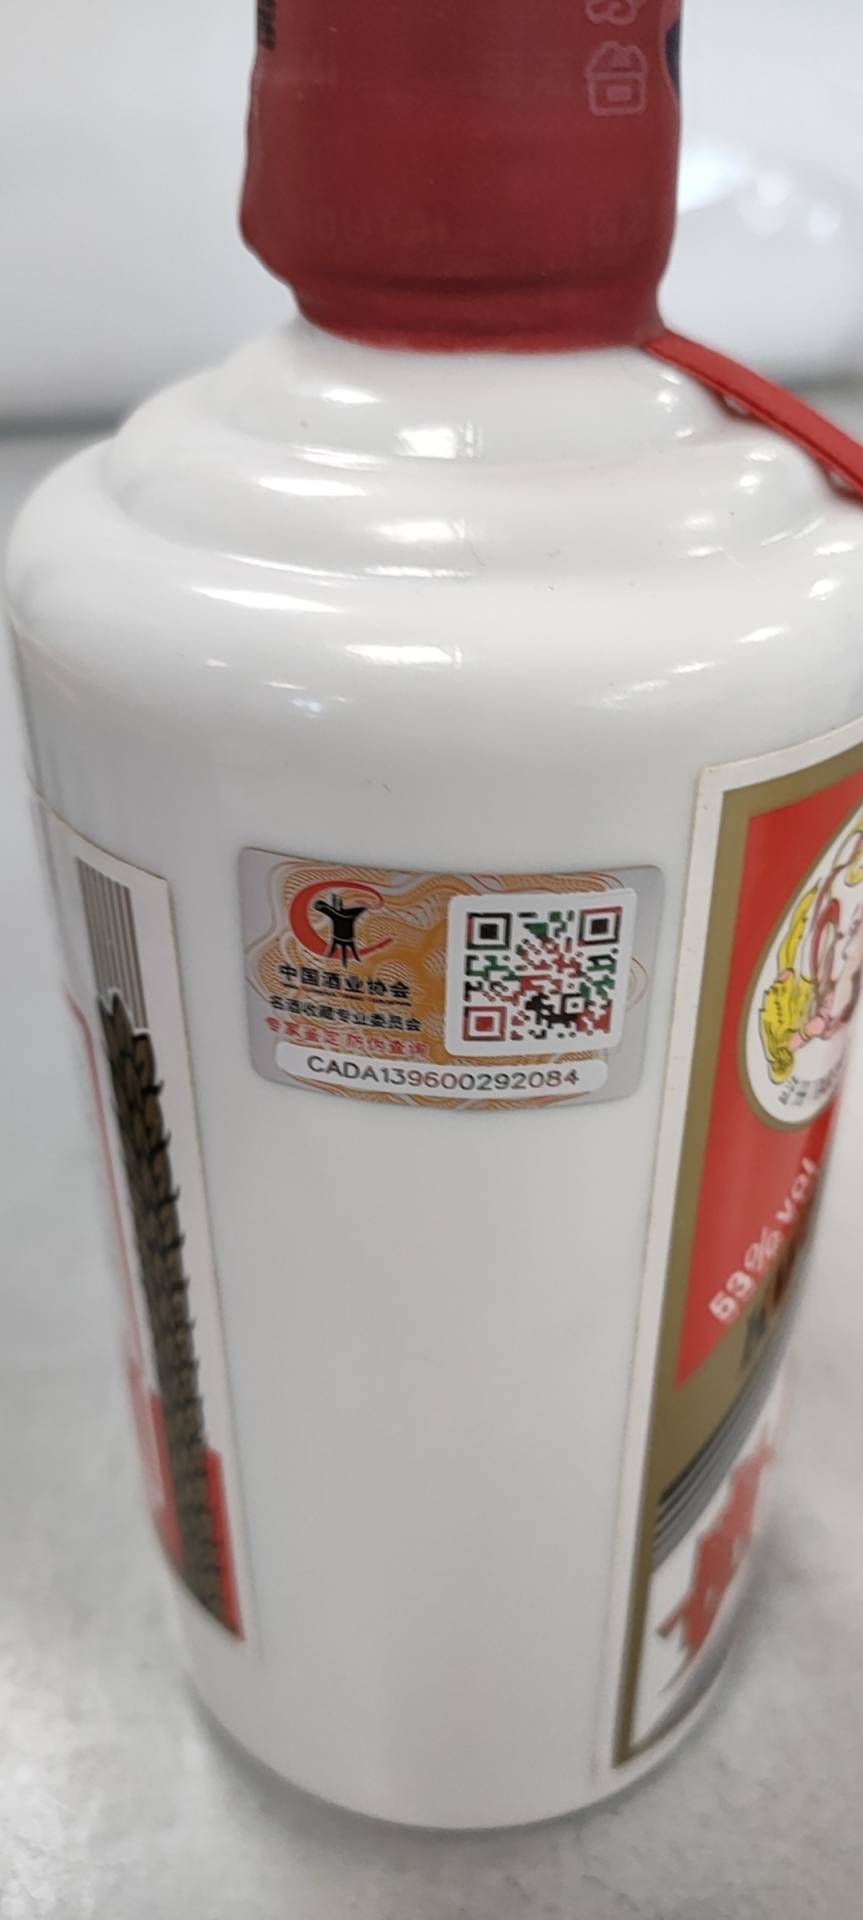 中国酒业协会
名酒收藏专业委员会
专家鉴定 防伪查询
CADA139600292084
53% vol